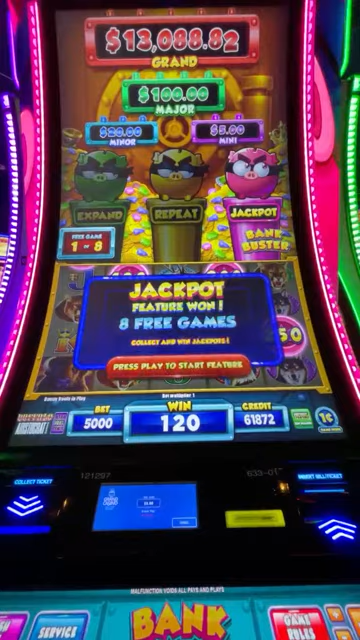 $13,088.82
GRAND
$100.00
MAJOR
$20.00
MINOR
$5.00
MINI
EXPAND
REPEAT
JACKPOT
FREE GAME
1 OF 8
BANK
BUSTER
JACKPOT
FEATURE WON!
8 FREE GAMES
COLLECT AND WIN JACKPOTS!
PRESS PLAY TO START FEATURE
BET
5000
WIN
120
CREDIT
61872
1¢
COLLECT TICKET
121297
INSERT BILL/TICKET
MALFUNCTION VOIDS ALL PAYS AND PLAYS
SERVICE
BANK
GAME
RULES